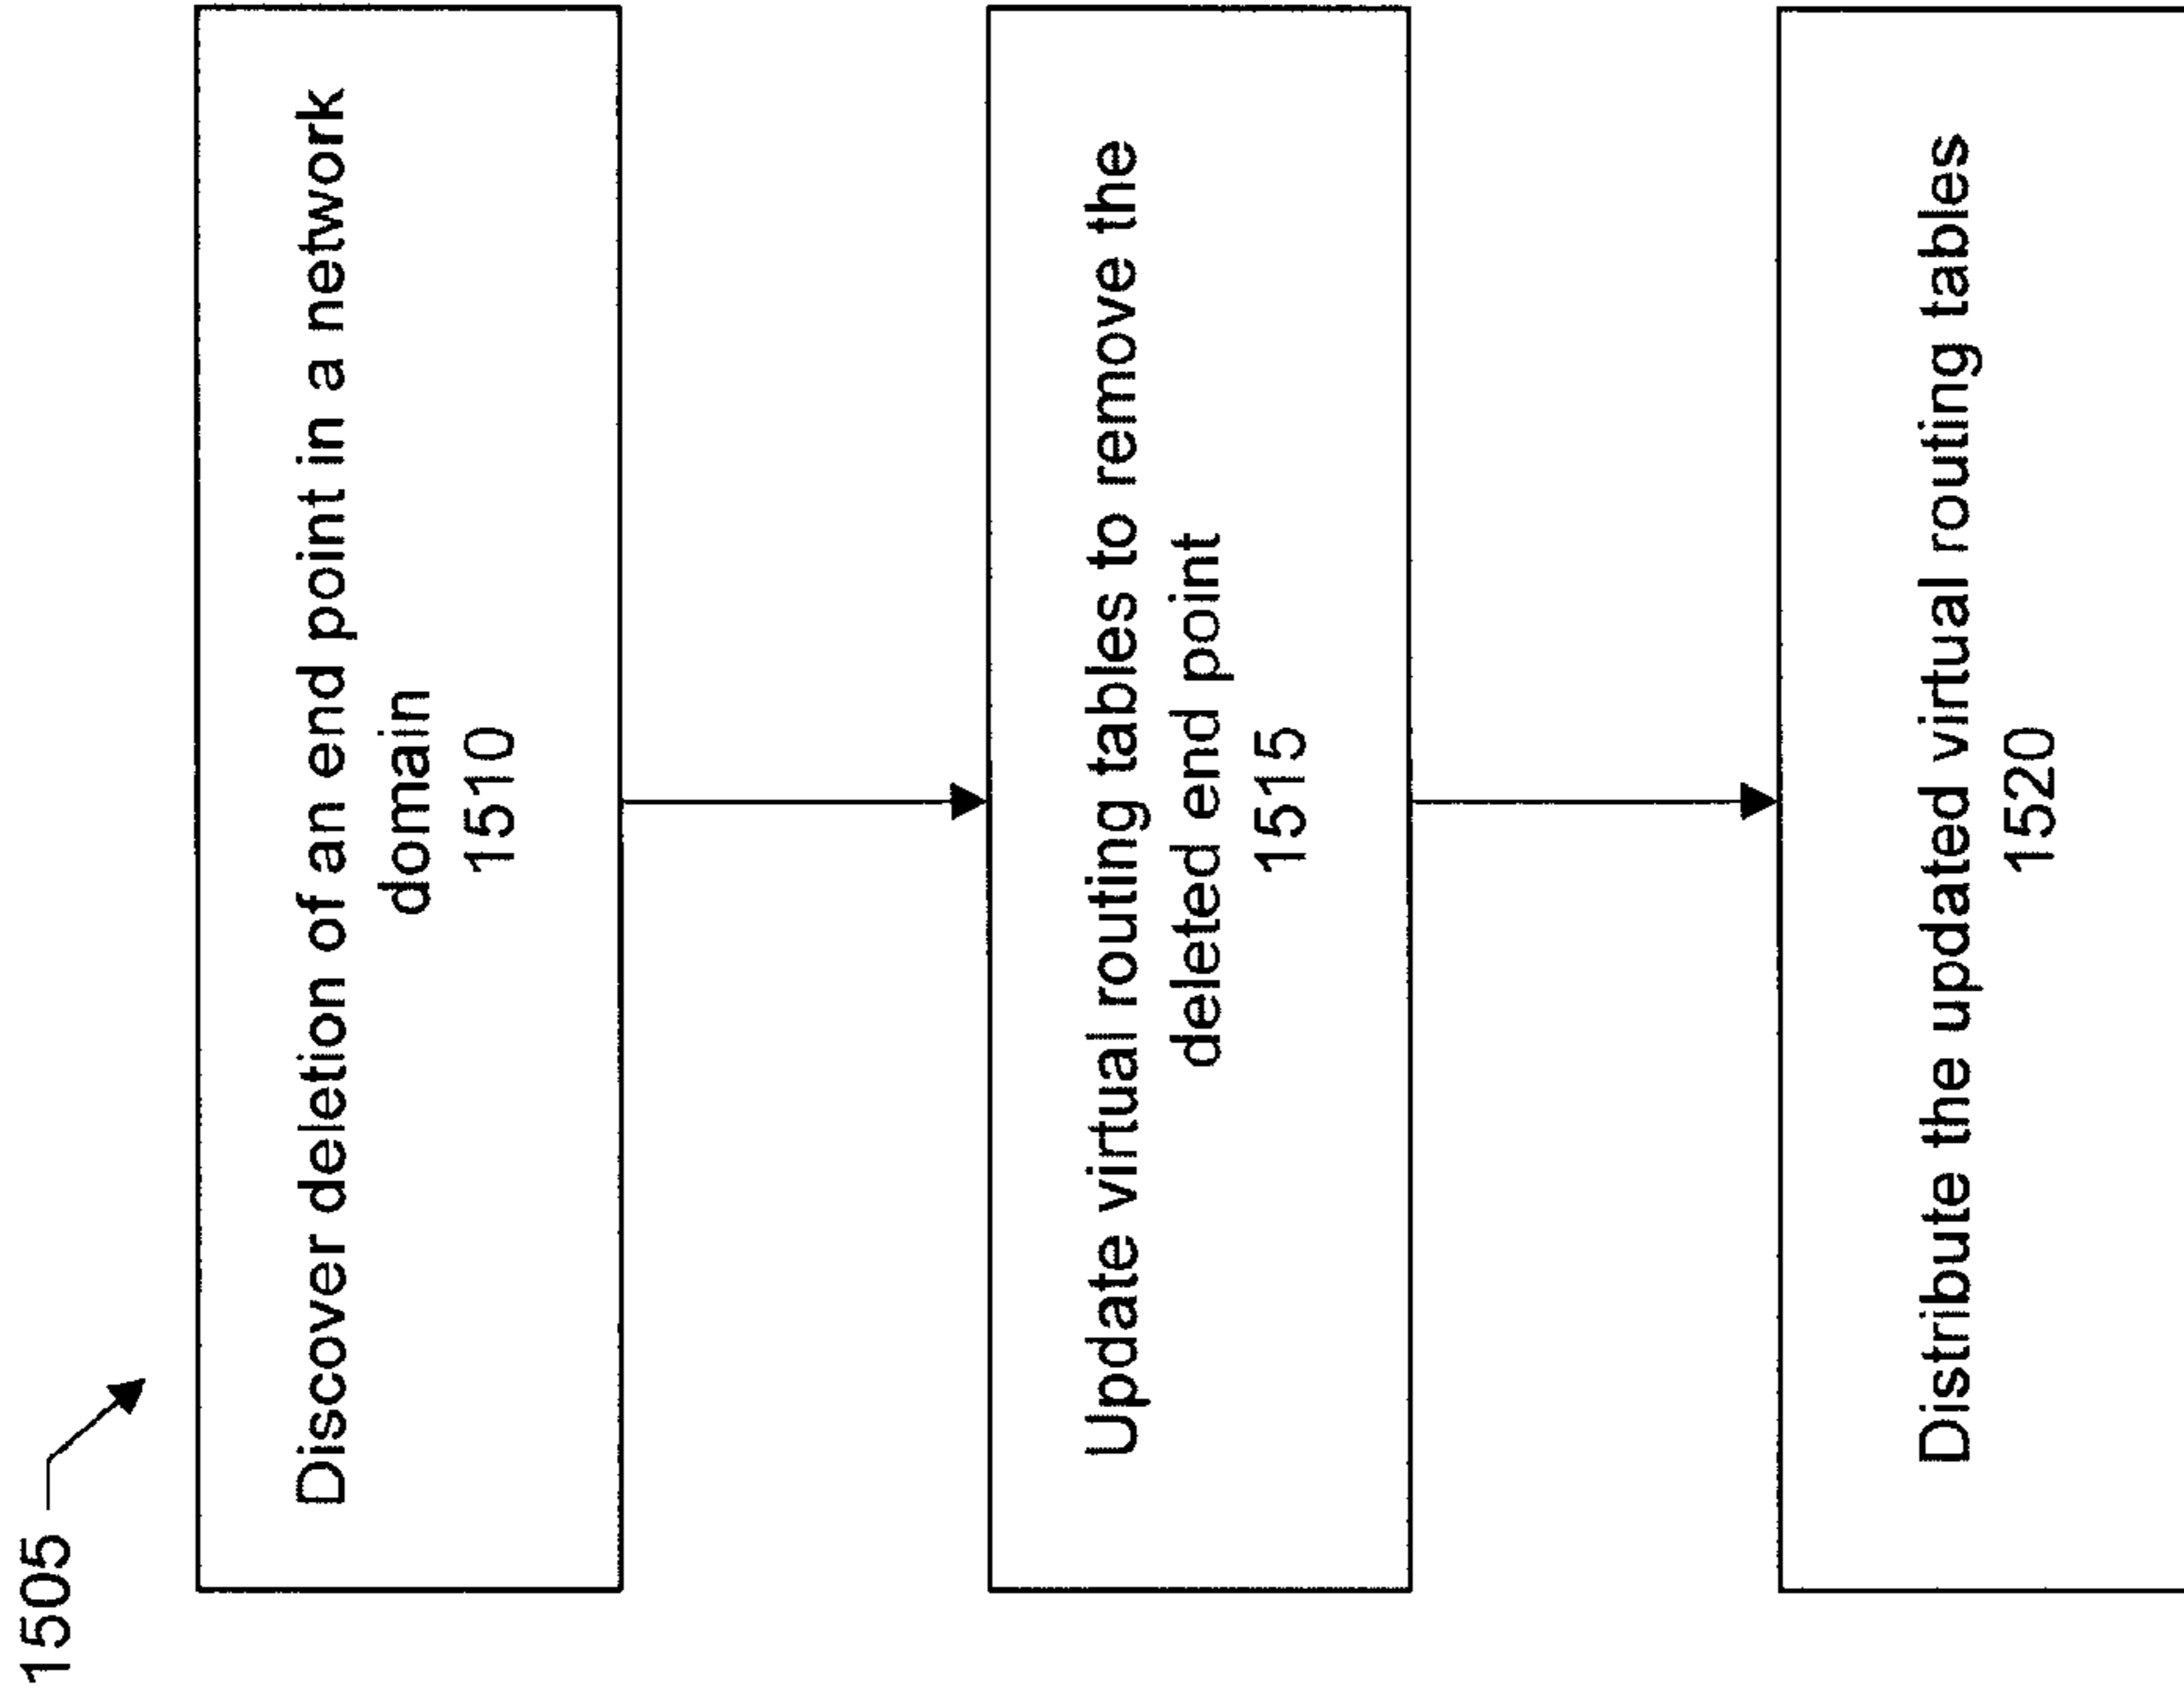 1505
Discover deletion of an end point in a network
domain
1510
Update virtual routing tables to remove the
deleted end point
1515
Distribute the updated virtual routing tables
1520